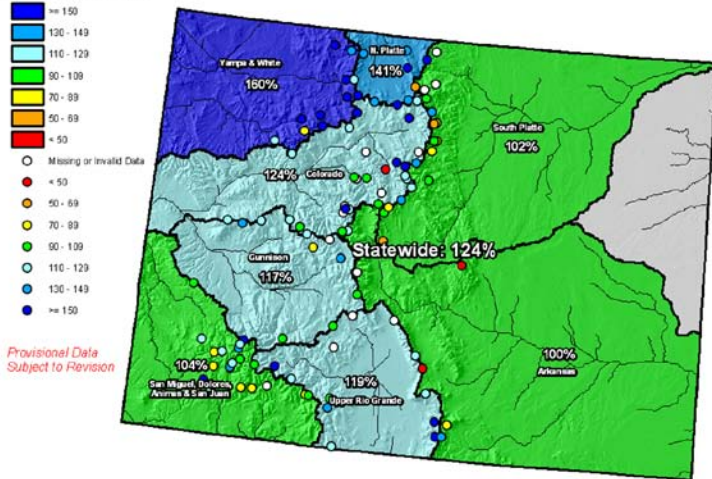 >= 150
130 - 149
110 - 129
90 - 109
70 - 89
50 - 69
< 50
Missing or Invalid Data
< 50
50 - 69
70 - 89
90 - 109
110 - 129
130 - 149
>= 150
Provisional Data
Subject to Revision
Yampa & White
160%
N. Platte
141%
South Platte
102%
124%
Colorado
Statewide: 124%
Gunnison
117%
100%
Arkansas
104%
San Miguel, Dolores,
Animas & San Juan
119%
Upper Rio Grande